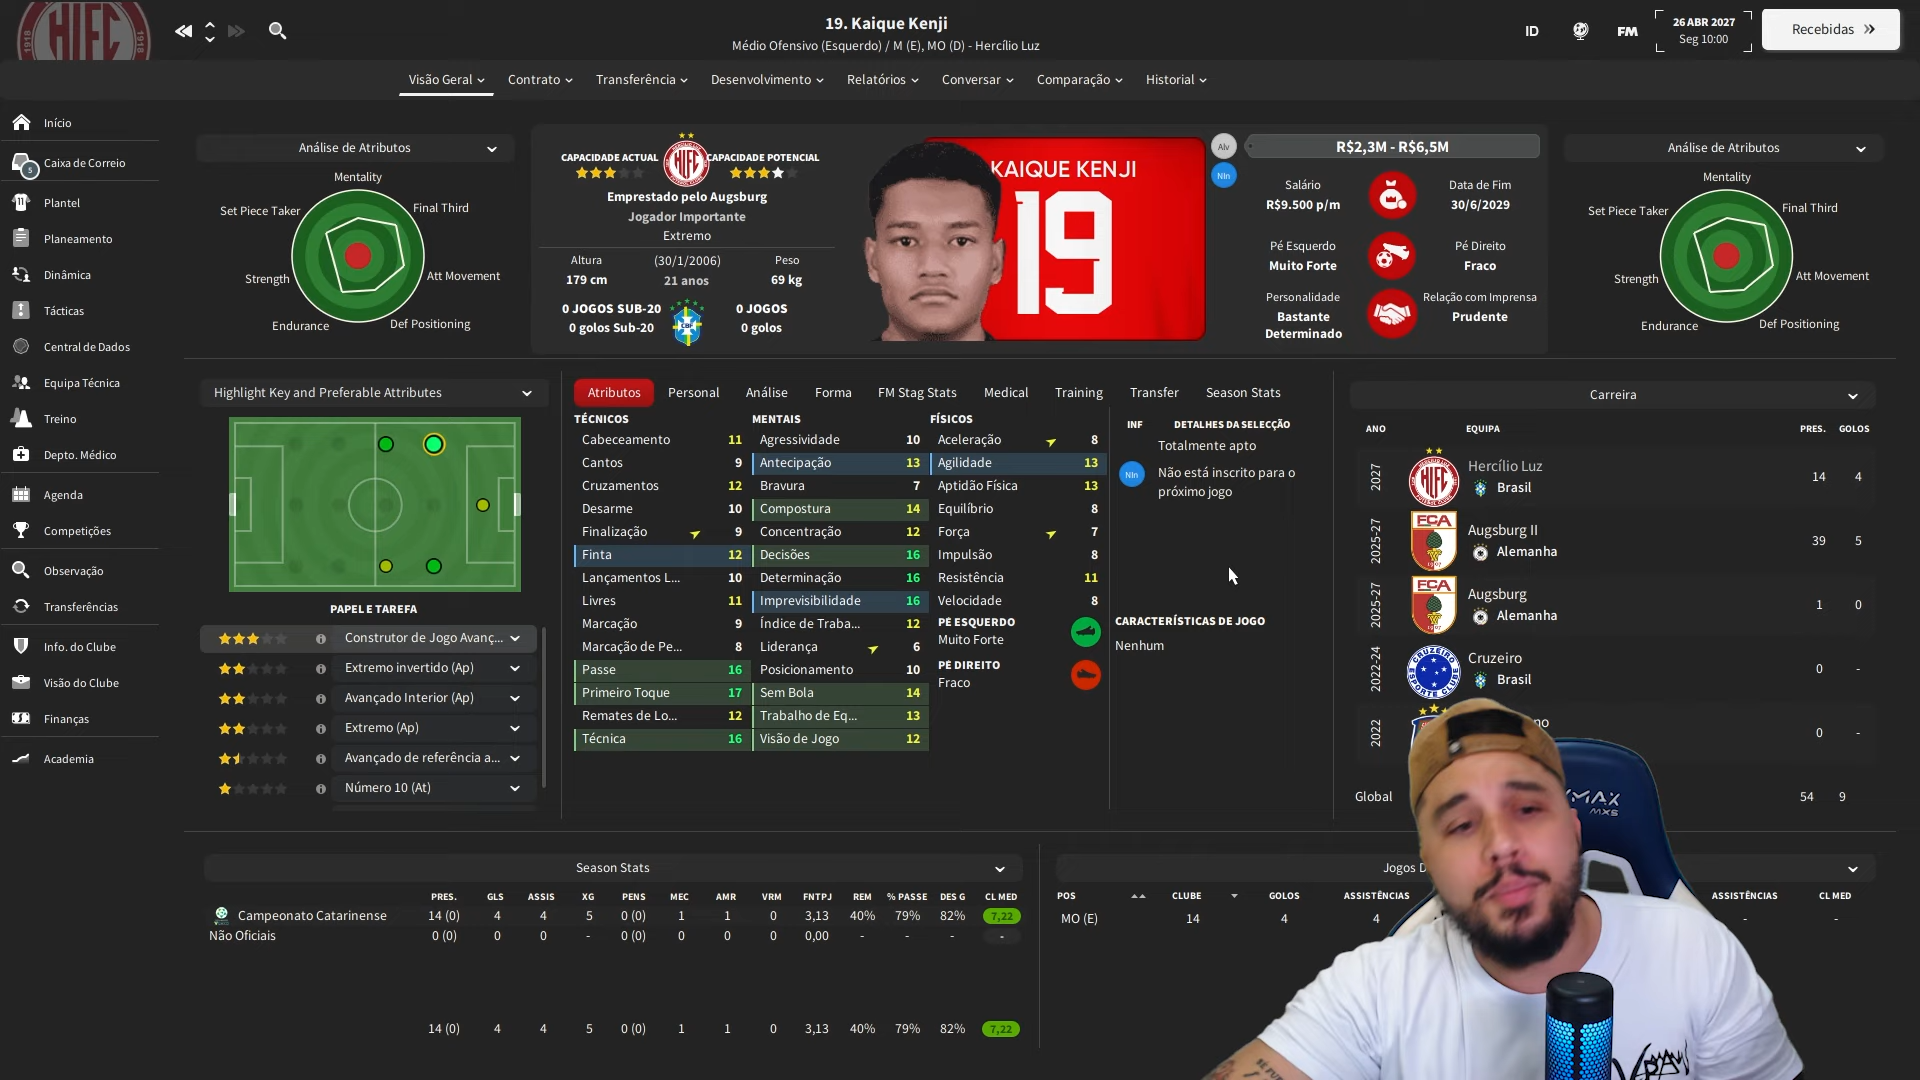 19. Kaique Kenji
Médio Ofensivo (Esquerdo) / M (E), MO (D) - Hercílio Luz
ID
FM
26 ABR 2027
Seg 10:00
Recebidas
Visão Geral
Contrato
Transferência
Desenvolvimento
Relatórios
Conversar
Comparação
Historial
Início
Caixa de Correio
5
Plantel
Planeamento
Dinâmica
Tácticas
Central de Dados
Equipa Técnica
Treino
Depto. Médico
Agenda
Competições
Observação
Transferências
Info. do Clube
Visão do Clube
Finanças
Academia
Análise de Atributos
Mentality
Set Piece Taker
Final Third
Strength
Att Movement
Endurance
Def Positioning
CAPACIDADE ACTUAL
CAPACIDADE POTENCIAL
Emprestado pelo Augsburg
Jogador Importante
Extremo
Altura
179 cm
(30/1/2006)
21 anos
Peso
69 kg
0 JOGOS SUB-20
0 golos Sub-20
CBF
0 JOGOS
0 golos
KAIQUE KENJI
19
Alv
NIn
R$2,3M - R$6,5M
Salário
R$9.500 p/m
Data de Fim
30/6/2029
Pé Esquerdo
Muito Forte
Pé Direito
Fraco
Personalidade
Bastante
Determinado
Relação com Imprensa
Prudente
Análise de Atributos
Mentality
Set Piece Taker
Final Third
Strength
Att Movement
Endurance
Def Positioning
Highlight Key and Preferable Attributes
PAPEL E TAREFA
Construtor de Jogo Avanç...
Extremo invertido (Ap)
Avançado Interior (Ap)
Extremo (Ap)
Avançado de referência a...
Número 10 (At)
Atributos
Personal
Análise
Forma
FM Stag Stats
Medical
Training
Transfer
Season Stats
TÉCNICOS
Cabeceamento 11
Cantos 9
Cruzamentos 12
Desarme 10
Finalização 9
Finta 12
Lançamentos L... 10
Livres 11
Marcação 9
Marcação de Pe... 8
Passe 16
Primeiro Toque 17
Remates de Lo... 12
Técnica 16
MENTAIS
Agressividade 10
Antecipação 13
Bravura 7
Compostura 14
Concentração 12
Decisões 16
Determinação 16
Imprevisibilidade 16
Índice de Traba... 12
Liderança 6
Posicionamento 10
Sem Bola 14
Trabalho de Eq... 13
Visão de Jogo 12
FÍSICOS
Aceleração 8
Agilidade 13
Aptidão Física 13
Equilíbrio 8
Força 7
Impulsão 8
Resistência 11
Velocidade 8
PÉ ESQUERDO
Muito Forte
PÉ DIREITO
Fraco
INF DETALHES DA SELECÇÃO
Totalmente apto
NIn
Não está inscrito para o
próximo jogo
CARACTERÍSTICAS DE JOGO
Nenhum
Carreira
ANO EQUIPA PRES. GOLOS
2027 Hercílio Luz 14 4
Brasil
2025-27 Augsburg II 39 5
Alemanha
2025-27 Augsburg 1 0
Alemanha
2022-24 Cruzeiro 0 -
Brasil
2022 no 0 -
Global 54 9
Season Stats
PRES. GLS ASSIS XG PENS MEC AMR VRM FNTPJ REM % PASSE DES G CL MED
Campeonato Catarinense 14 (0) 4 4 5 0 (0) 1 1 0 3,13 40% 79% 82% 7,22
Não Oficiais 0 (0) 0 0 - 0 (0) 0 0 0 0,00 - - - -
14 (0) 4 4 5 0 (0) 1 1 0 3,13 40% 79% 82% 7,22
Jogos D
POS CLUBE GOLOS ASSISTÊNCIAS ASSISTÊNCIAS CL MED
MO (E) 14 4 4 - -
MXS